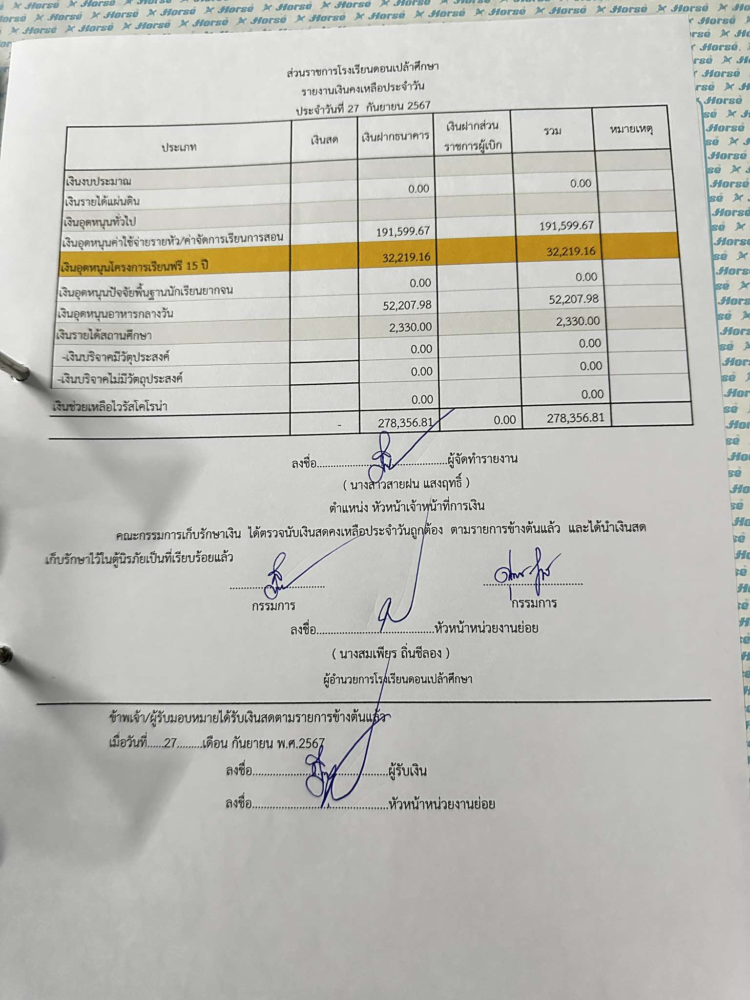 ส่วนราชการโรงเรียนดอนเปล้าศึกษา
รายงานเงินคงเหลือประจำวัน
ประจำวันที่ 27 กันยายน 2567
ประเภท เงินสด เงินฝากธนาคาร เงินฝากส่วนราชการผู้เบิก รวม หมายเหตุ
เงินงบประมาณ
เงินรายได้แผ่นดิน 0.00 0.00
เงินอุดหนุนทั่วไป
เงินอุดหนุนค่าใช้จ่ายรายหัว/ค่าจัดการเรียนการสอน 191,599.67 191,599.67
เงินอุดหนุนโครงการเรียนฟรี 15 ปี 32,219.16 32,219.16
เงินอุดหนุนปัจจัยพื้นฐานนักเรียนยากจน 0.00 0.00
เงินอุดหนุนอาหารกลางวัน 52,207.98 52,207.98
เงินรายได้สถานศึกษา 2,330.00 2,330.00
-เงินบริจาคมีวัตุประสงค์ 0.00 0.00
-เงินบริจาคไม่มีวัตถุประสงค์ 0.00 0.00
เงินช่วยเหลือไวรัสโคโรน่า 0.00 0.00
- 278,356.81 0.00 278,356.81
ลงชื่อ................................................ผู้จัดทำรายงาน
( นางสาวสายฝน แสงฤทธิ์ )
ตำแหน่ง หัวหน้าเจ้าหน้าที่การเงิน
คณะกรรมการเก็บรักษาเงิน ได้ตรวจนับเงินสดคงเหลือประจำวันถูกต้อง ตามรายการข้างต้นแล้ว และได้นำเงินสด
เก็บรักษาไว้ในตู้นิรภัยเป็นที่เรียบร้อยแล้ว
กรรมการ กรรมการ
ลงชื่อ...........................................หัวหน้าหน่วยงานย่อย
( นางสมเพียร ถิ่นชีลอง )
ผู้อำนวยการโรงเรียนดอนเปล้าศึกษา
ข้าพเจ้า/ผู้รับมอบหมายได้รับเงินสดตามรายการข้างต้นแล้ว
เมื่อวันที่......27.........เดือน กันยายน พ.ศ.2567
ลงชื่อ..................................................ผู้รับเงิน
ลงชื่อ..................................................หัวหน้าหน่วยงานย่อย
Horse